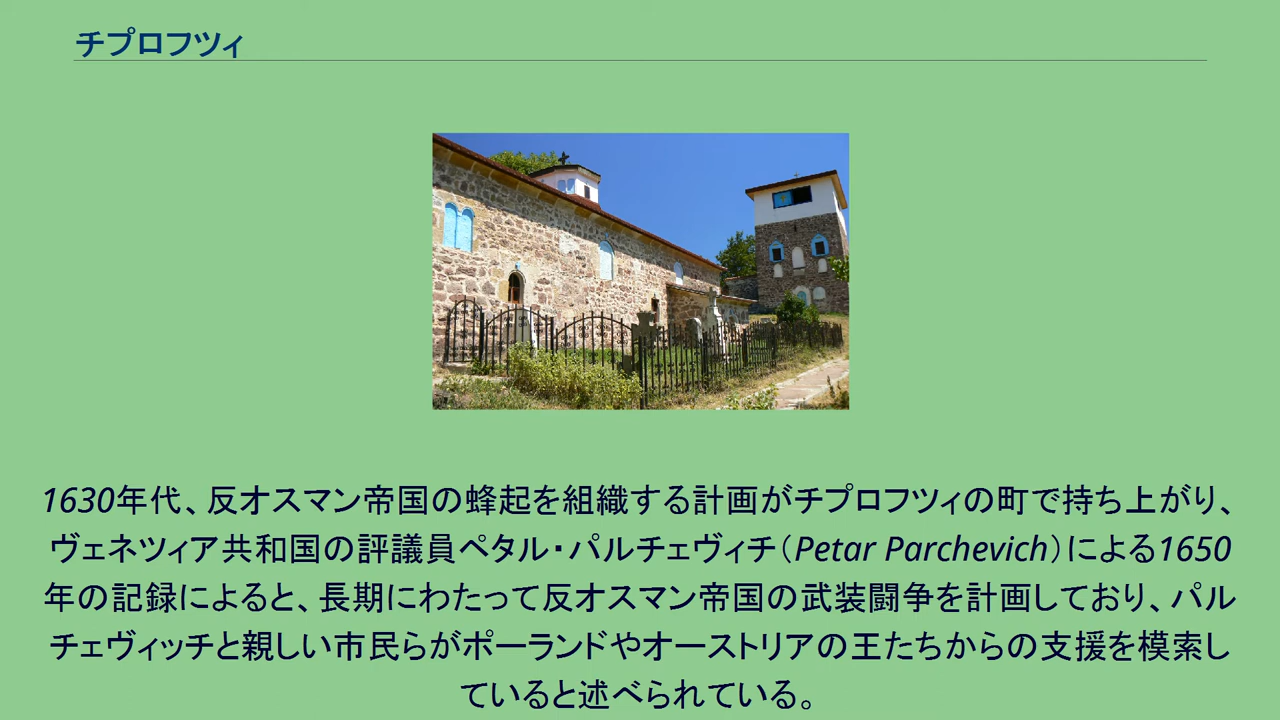 チプロフツィ
1630年代、反オスマン帝国の蜂起を組織する計画がチプロフツィの町で持ち上がり、
ヴェネツィア共和国の評議員ペタル・パルチェヴィチ（Petar Parchevich）による1650
年の記録によると、長期にわたって反オスマン帝国の武装闘争を計画しており、パル
チェヴィッチと親しい市民らがポーランドやオーストリアの王たちからの支援を模索し
ていると述べられている。